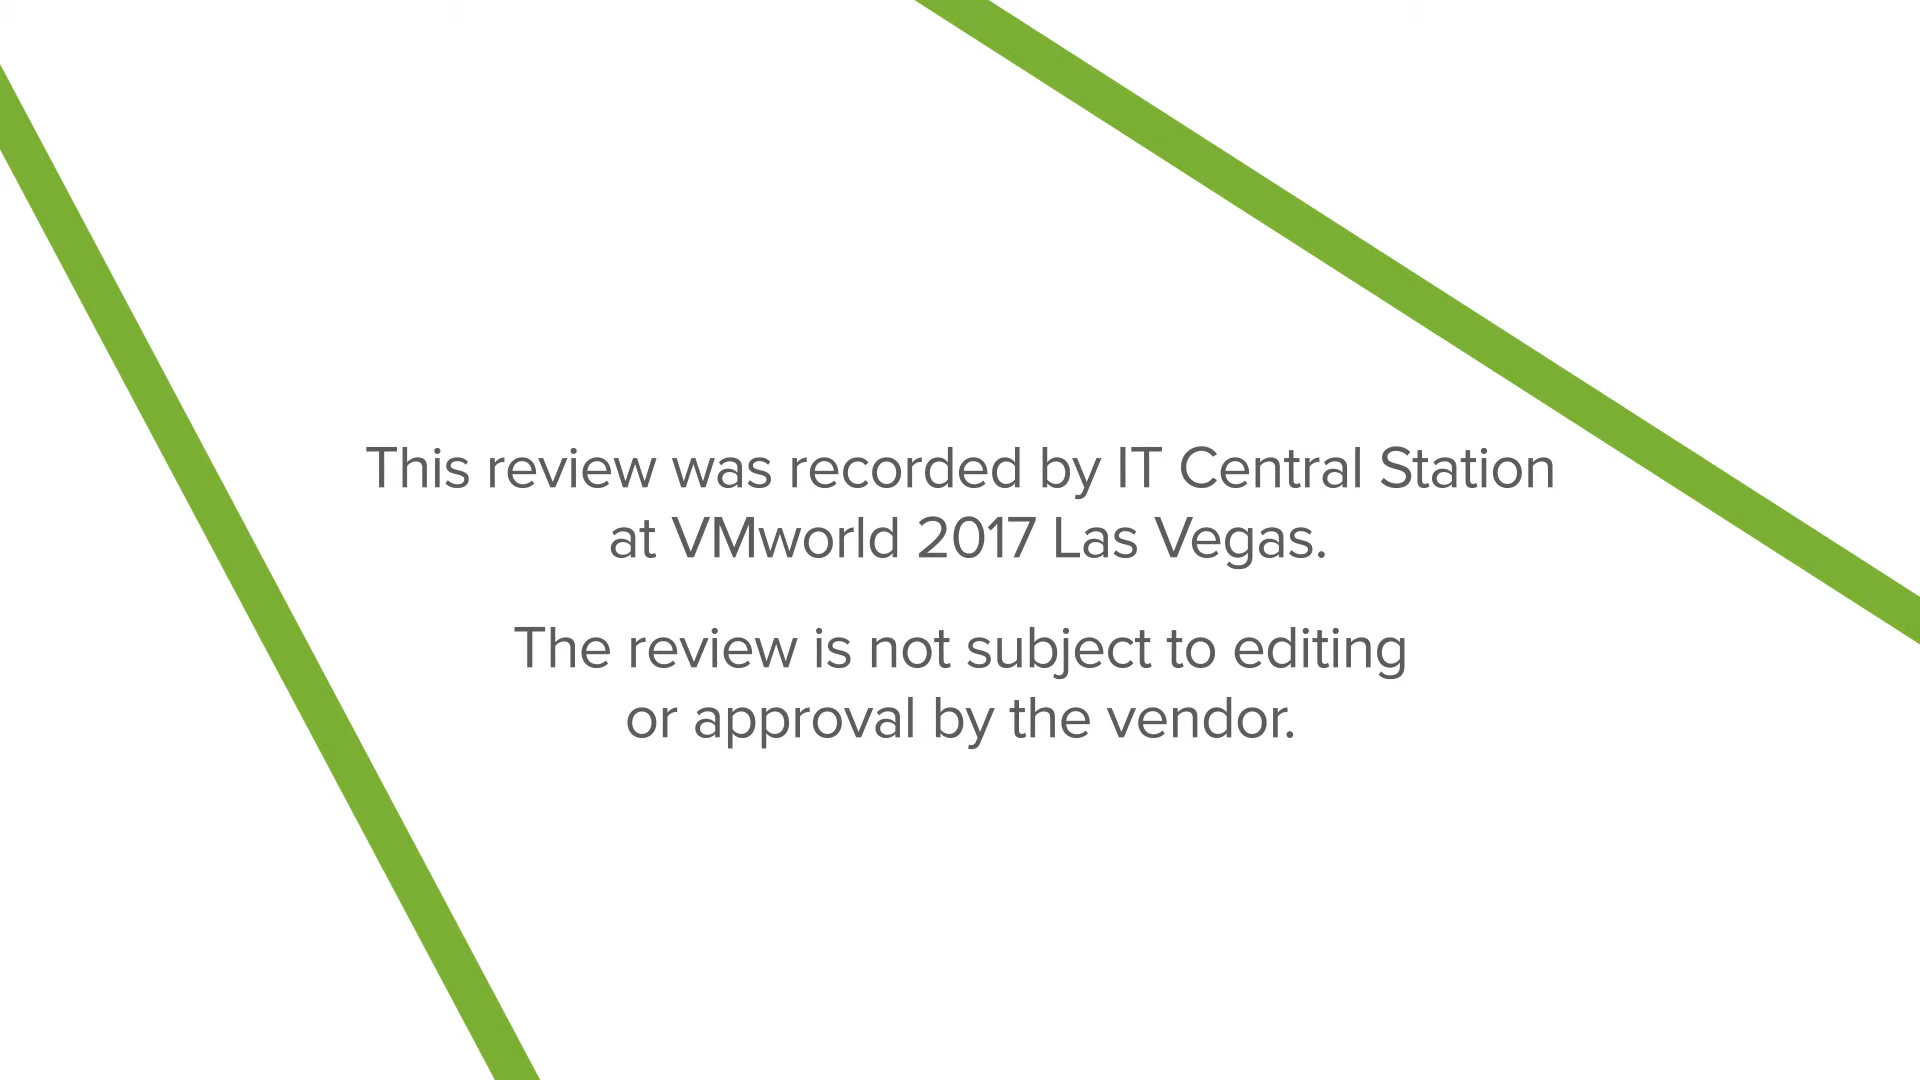 This review was recorded by IT Central Station
at VMworld 2017 Las Vegas.
The review is not subject to editing
or approval by the vendor.